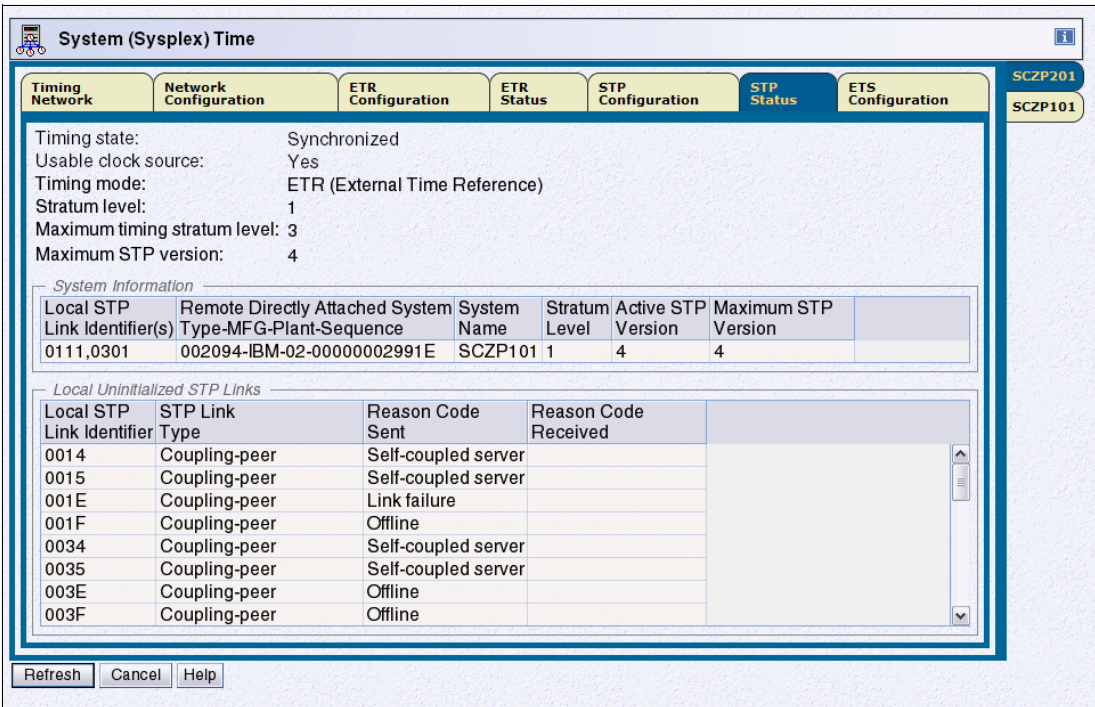 System (Sysplex) Time
i
SCZP201
SCZP101
Timing Network
Network Configuration
ETR Configuration
ETR Status
STP Configuration
STP Status
ETS Configuration
Timing state: Synchronized
Usable clock source: Yes
Timing mode: ETR (External Time Reference)
Stratum level: 1
Maximum timing stratum level: 3
Maximum STP version: 4
System Information
Local STP Remote Directly Attached System System Stratum Active STP Maximum STP
Link Identifier(s) Type-MFG-Plant-Sequence Name Level Version Version
0111,0301 002094-IBM-02-00000002991E SCZP101 1 4 4
Local Uninitialized STP Links
Local STP STP Link Reason Code Reason Code
Link Identifier Type Sent Received
0014 Coupling-peer Self-coupled server
0015 Coupling-peer Self-coupled server
001E Coupling-peer Link failure
001F Coupling-peer Offline
0034 Coupling-peer Self-coupled server
0035 Coupling-peer Self-coupled server
003E Coupling-peer Offline
003F Coupling-peer Offline
Refresh Cancel Help